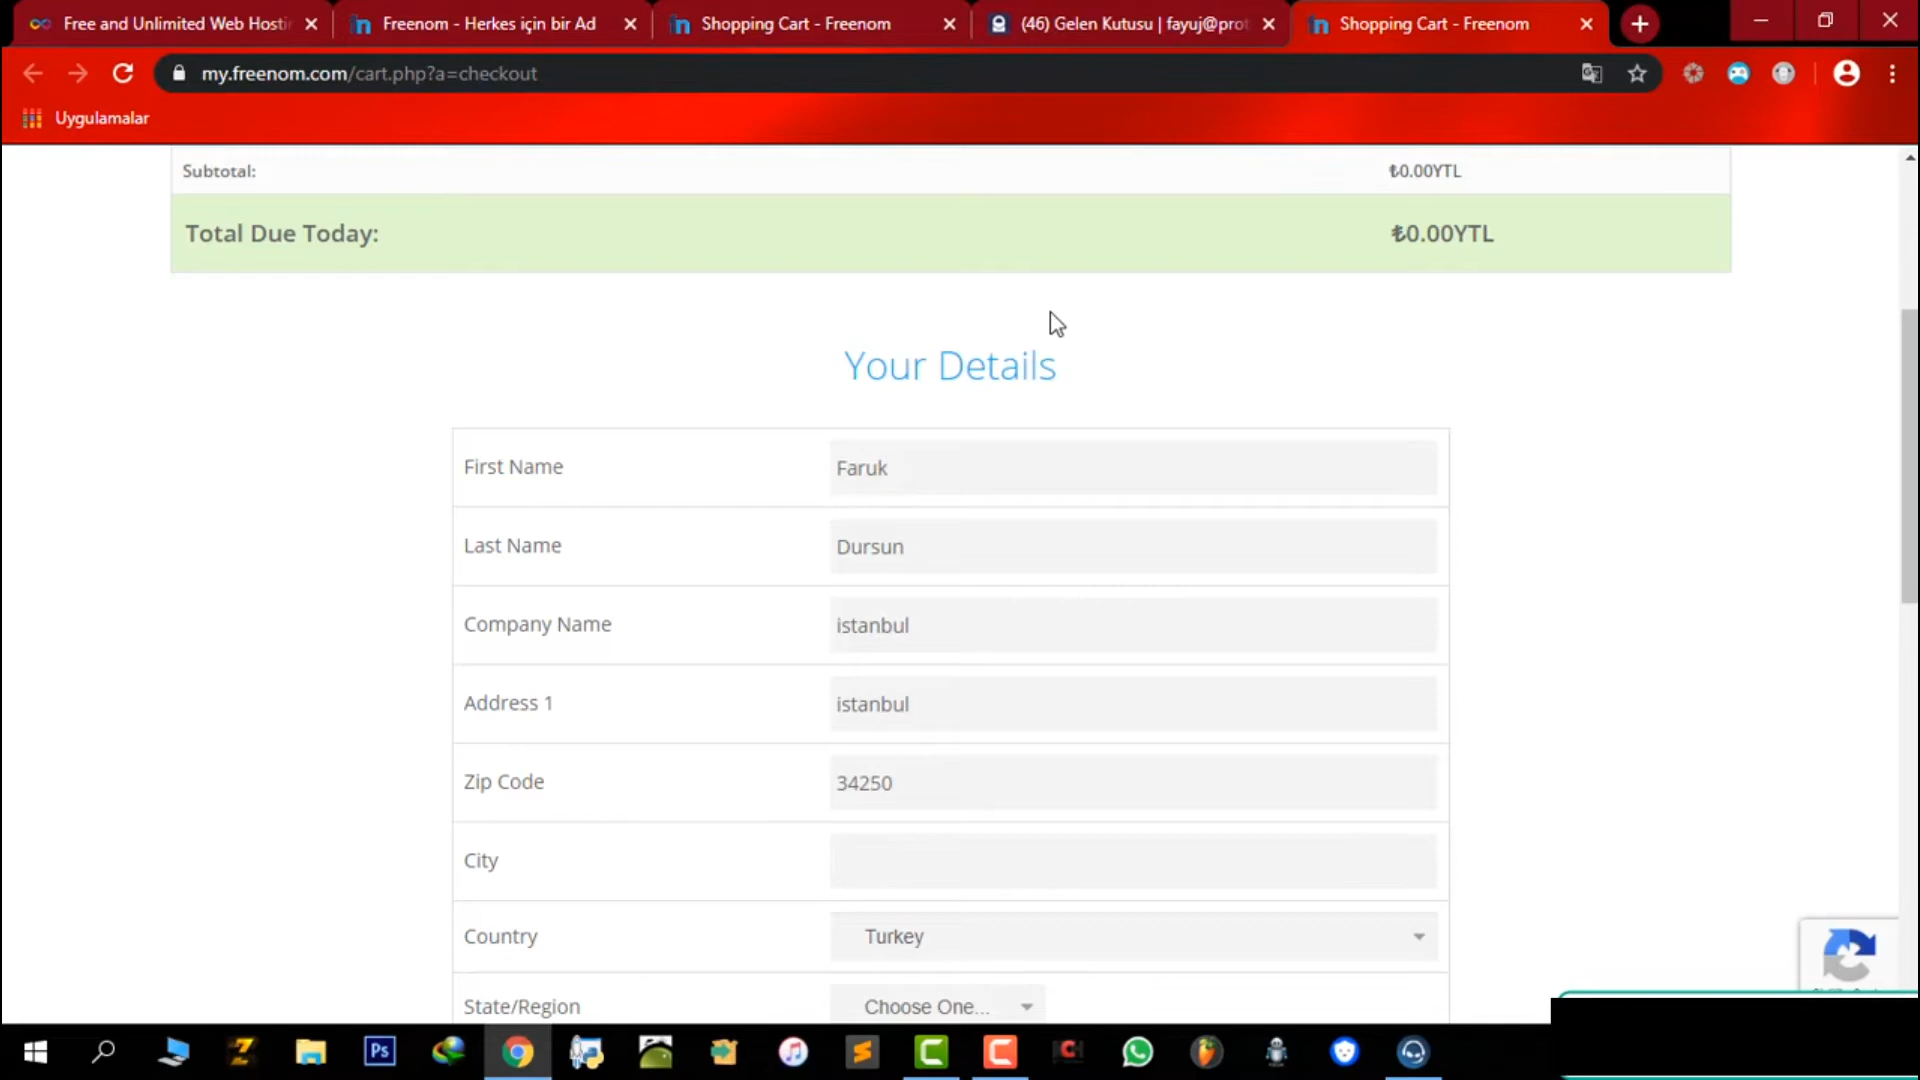 Free and Unlimited Web Hosti
Freenom - Herkes için bir Ad
Shopping Cart - Freenom
(46) Gelen Kutusu | fayuj@prot
Shopping Cart - Freenom
my.freenom.com/cart.php?a=checkout
Uygulamalar
Subtotal: ₺0.00YTL
Total Due Today: ₺0.00YTL
Your Details
First Name Faruk
Last Name Dursun
Company Name istanbul
Address 1 istanbul
Zip Code 34250
City
Country Turkey
State/Region Choose One...
Ps